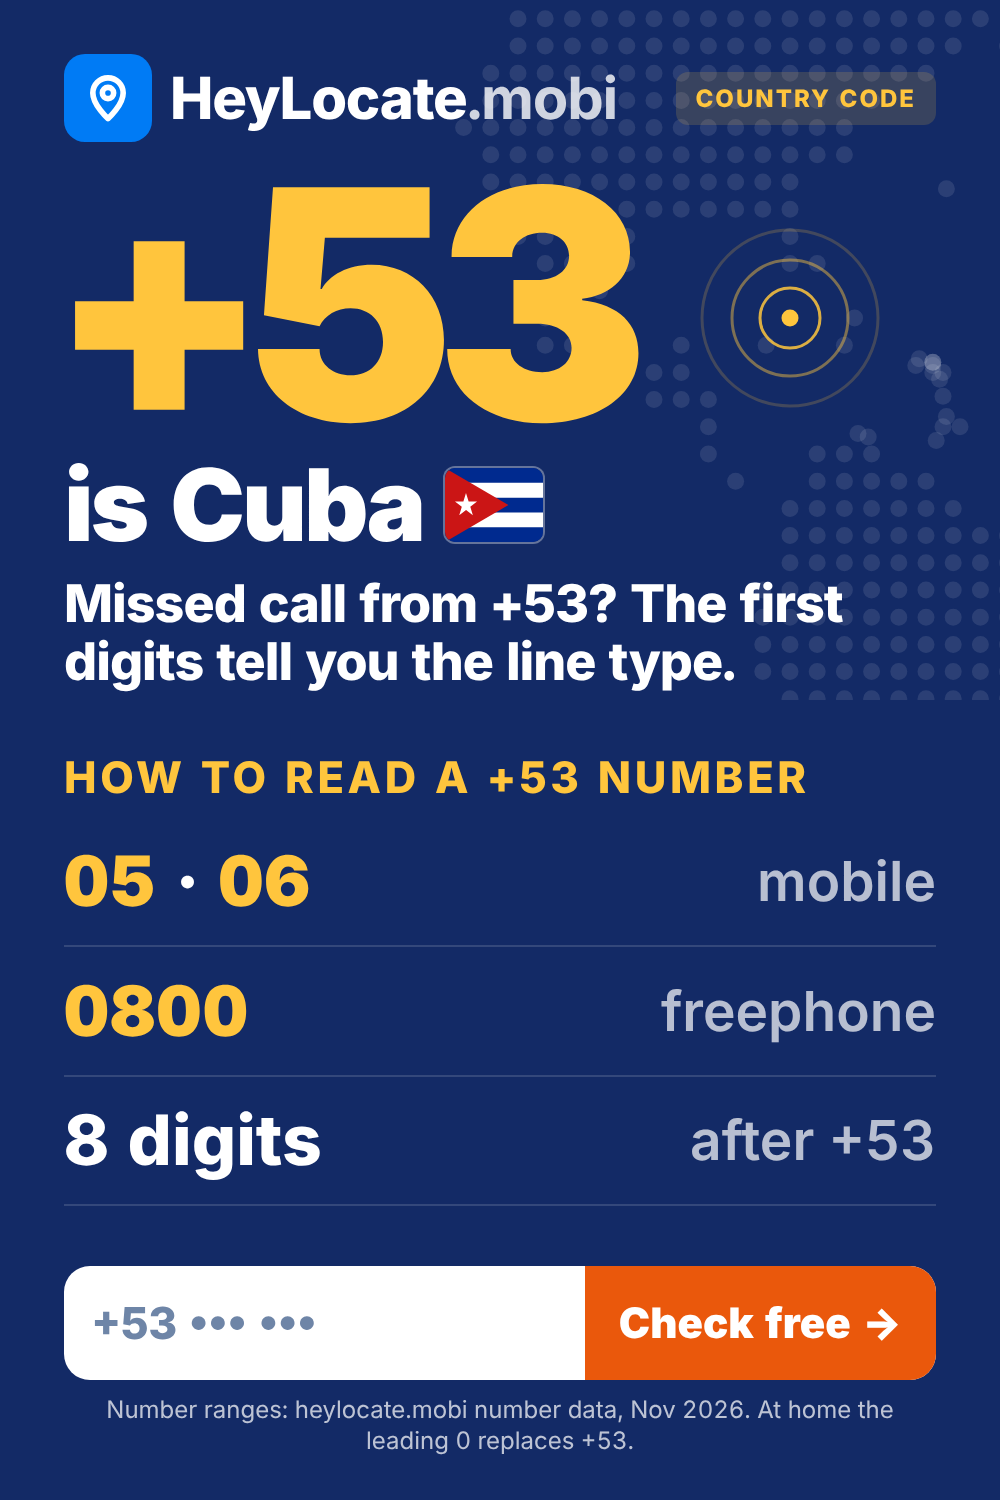 HeyLocate.mobi
COUNTRY CODE
+53
is Cuba
Missed call from +53? The first
digits tell you the line type.
HOW TO READ A +53 NUMBER
05 · 06 mobile
0800 freephone
8 digits after +53
+53 ••• •••
Check free →
Number ranges: heylocate.mobi number data, Nov 2026. At home the
leading 0 replaces +53.